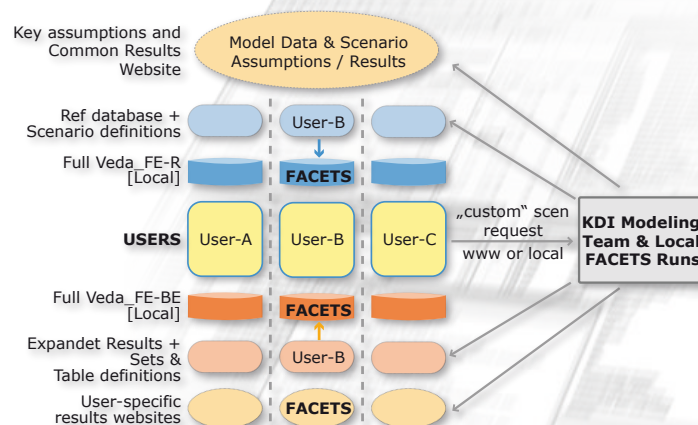 Key assumptions and
Common Results
Website
Model Data & Scenario
Assumptions / Results
Ref database +
Scenario definitions
User-B
Full Veda_FE-R
[Local]
FACETS
USERS
User-A
User-B
User-C
„custom“ scen
request
www or local
KDI Modeling
Team & Local
FACETS Runs
Full Veda_FE-BE
[Local]
FACETS
Expandet Results +
Sets &
Table definitions
User-B
User-specific
results websites
FACETS